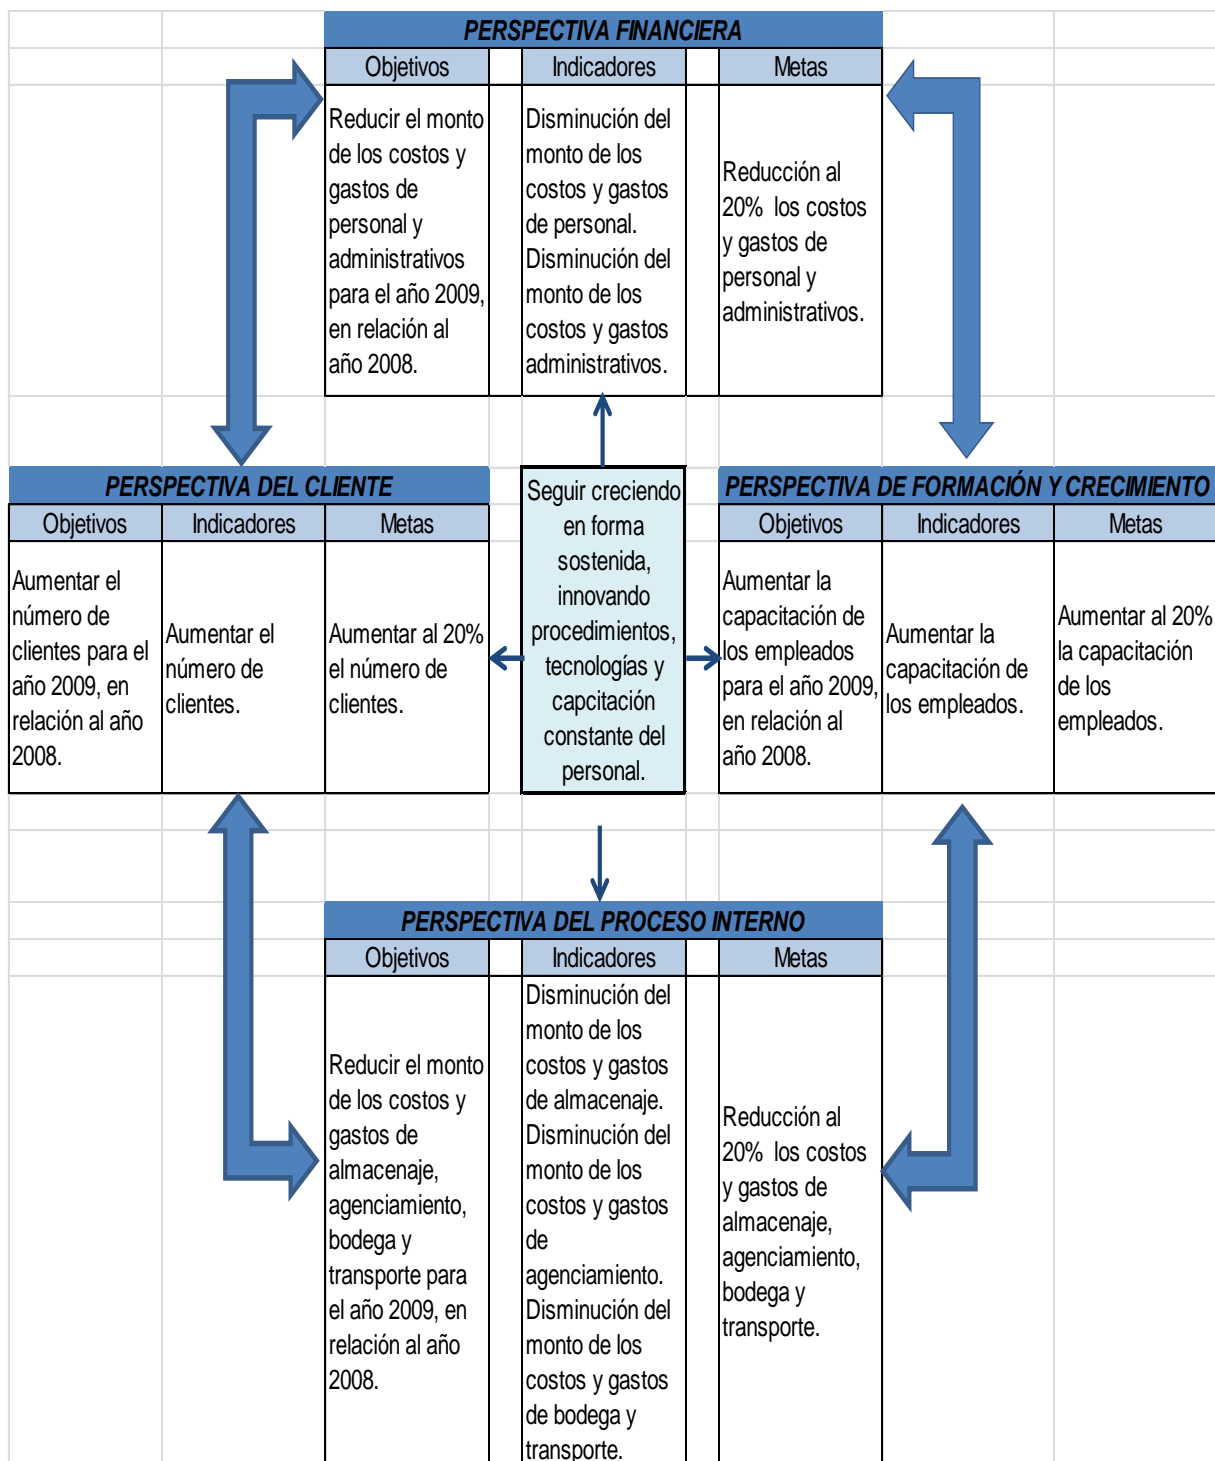 PERSPECTIVA FINANCIERA
Objetivos
Indicadores
Metas
Reducir el monto
de los costos y
gastos de
personal y
administrativos
para el año 2009,
en relación al
año 2008.
Disminución del
monto de los
costos y gastos
de personal.
Disminución del
monto de los
costos y gastos
administrativos.
Reducción al
20%  los costos
y gastos de
personal y
administrativos.
PERSPECTIVA DEL CLIENTE
Objetivos
Indicadores
Metas
Aumentar el
número de
clientes para el
año 2009, en
relación al año
2008.
Aumentar el
número de
clientes.
Aumentar al 20%
el número de
clientes.
Seguir creciendo
en forma
sostenida,
innovando
procedimientos,
tecnologías y
capcitación
constante del
personal.
PERSPECTIVA DE FORMACIÓN Y CRECIMIENTO
Objetivos
Indicadores
Metas
Aumentar la
capacitación de
los empleados
para el año 2009,
en relación al
año 2008.
Aumentar la
capacitación de
los empleados.
Aumentar al 20%
la capacitación
de los
empleados.
PERSPECTIVA DEL PROCESO INTERNO
Objetivos
Indicadores
Metas
Reducir el monto
de los costos y
gastos de
almacenaje,
agenciamiento,
bodega y
transporte para
el año 2009, en
relación al año
2008.
Disminución del
monto de los
costos y gastos
de almacenaje.
Disminución del
monto de los
costos y gastos
de
agenciamiento.
Disminución del
monto de los
costos y gastos
de bodega y
transporte.
Reducción al
20%  los costos
y gastos de
almacenaje,
agenciamiento,
bodega y
transporte.